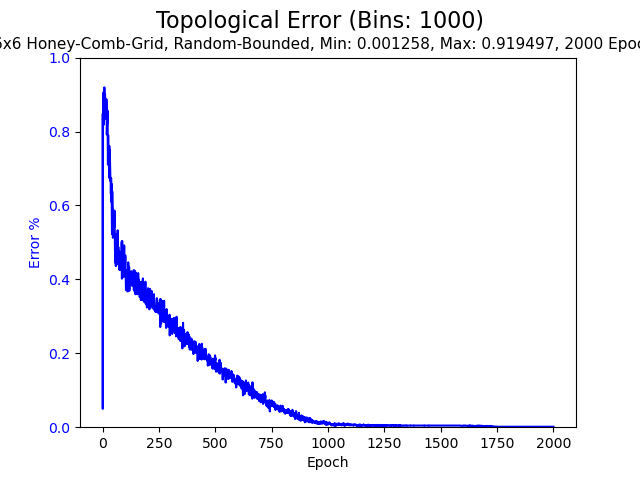 Topological Error (Bins: 1000)
x6 Honey-Comb-Grid, Random-Bounded, Min: 0.001258, Max: 0.919497, 2000 Epoc
1.0
0.8
0.6
0.4
0.2
0.0
Error %
0 250 500 750 1000 1250 1500 1750 2000
Epoch